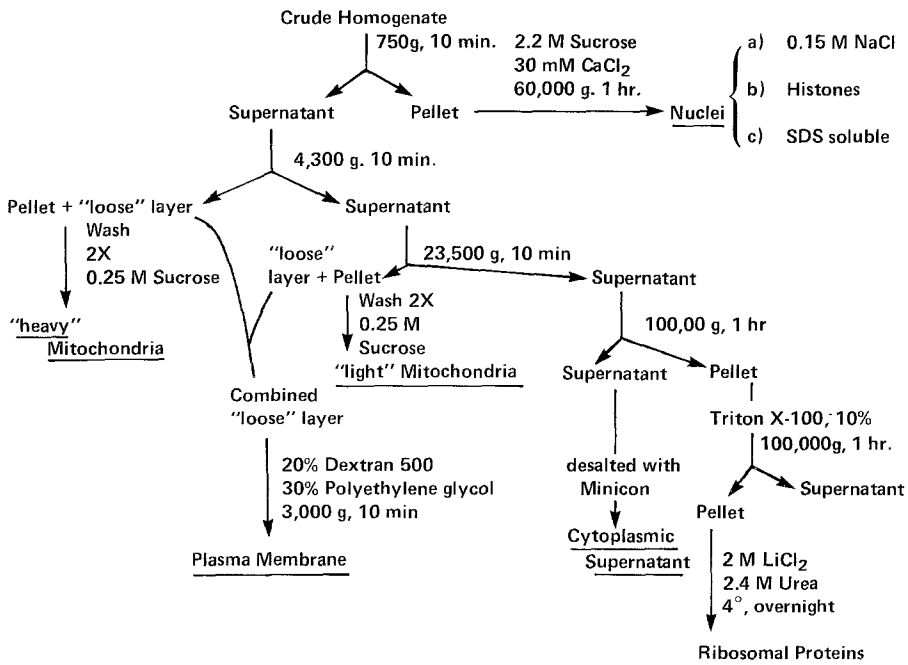 Crude Homogenate
750g, 10 min.
2.2 M Sucrose
30 mM CaCl2
60,000 g. 1 hr.
a) 0.15 M NaCl
b) Histones
c) SDS soluble
Supernatant
Pellet
Nuclei
4,300 g. 10 min.
Pellet + "loose" layer
Supernatant
Wash
2X
0.25 M Sucrose
"heavy"
Mitochondria
"loose"
layer + Pellet
23,500 g, 10 min
Supernatant
Wash 2X
0.25 M
Sucrose
"light" Mitochondria
100,00 g, 1 hr
Supernatant
Pellet
Combined
"loose" layer
Triton X-100, 10%
100,000g, 1 hr.
20% Dextran 500
30% Polyethylene glycol
3,000 g, 10 min
desalted with
Minicon
Supernatant
Pellet
Plasma Membrane
Cytoplasmic
Supernatant
2 M LiCl2
2.4 M Urea
4°, overnight
Ribosomal Proteins